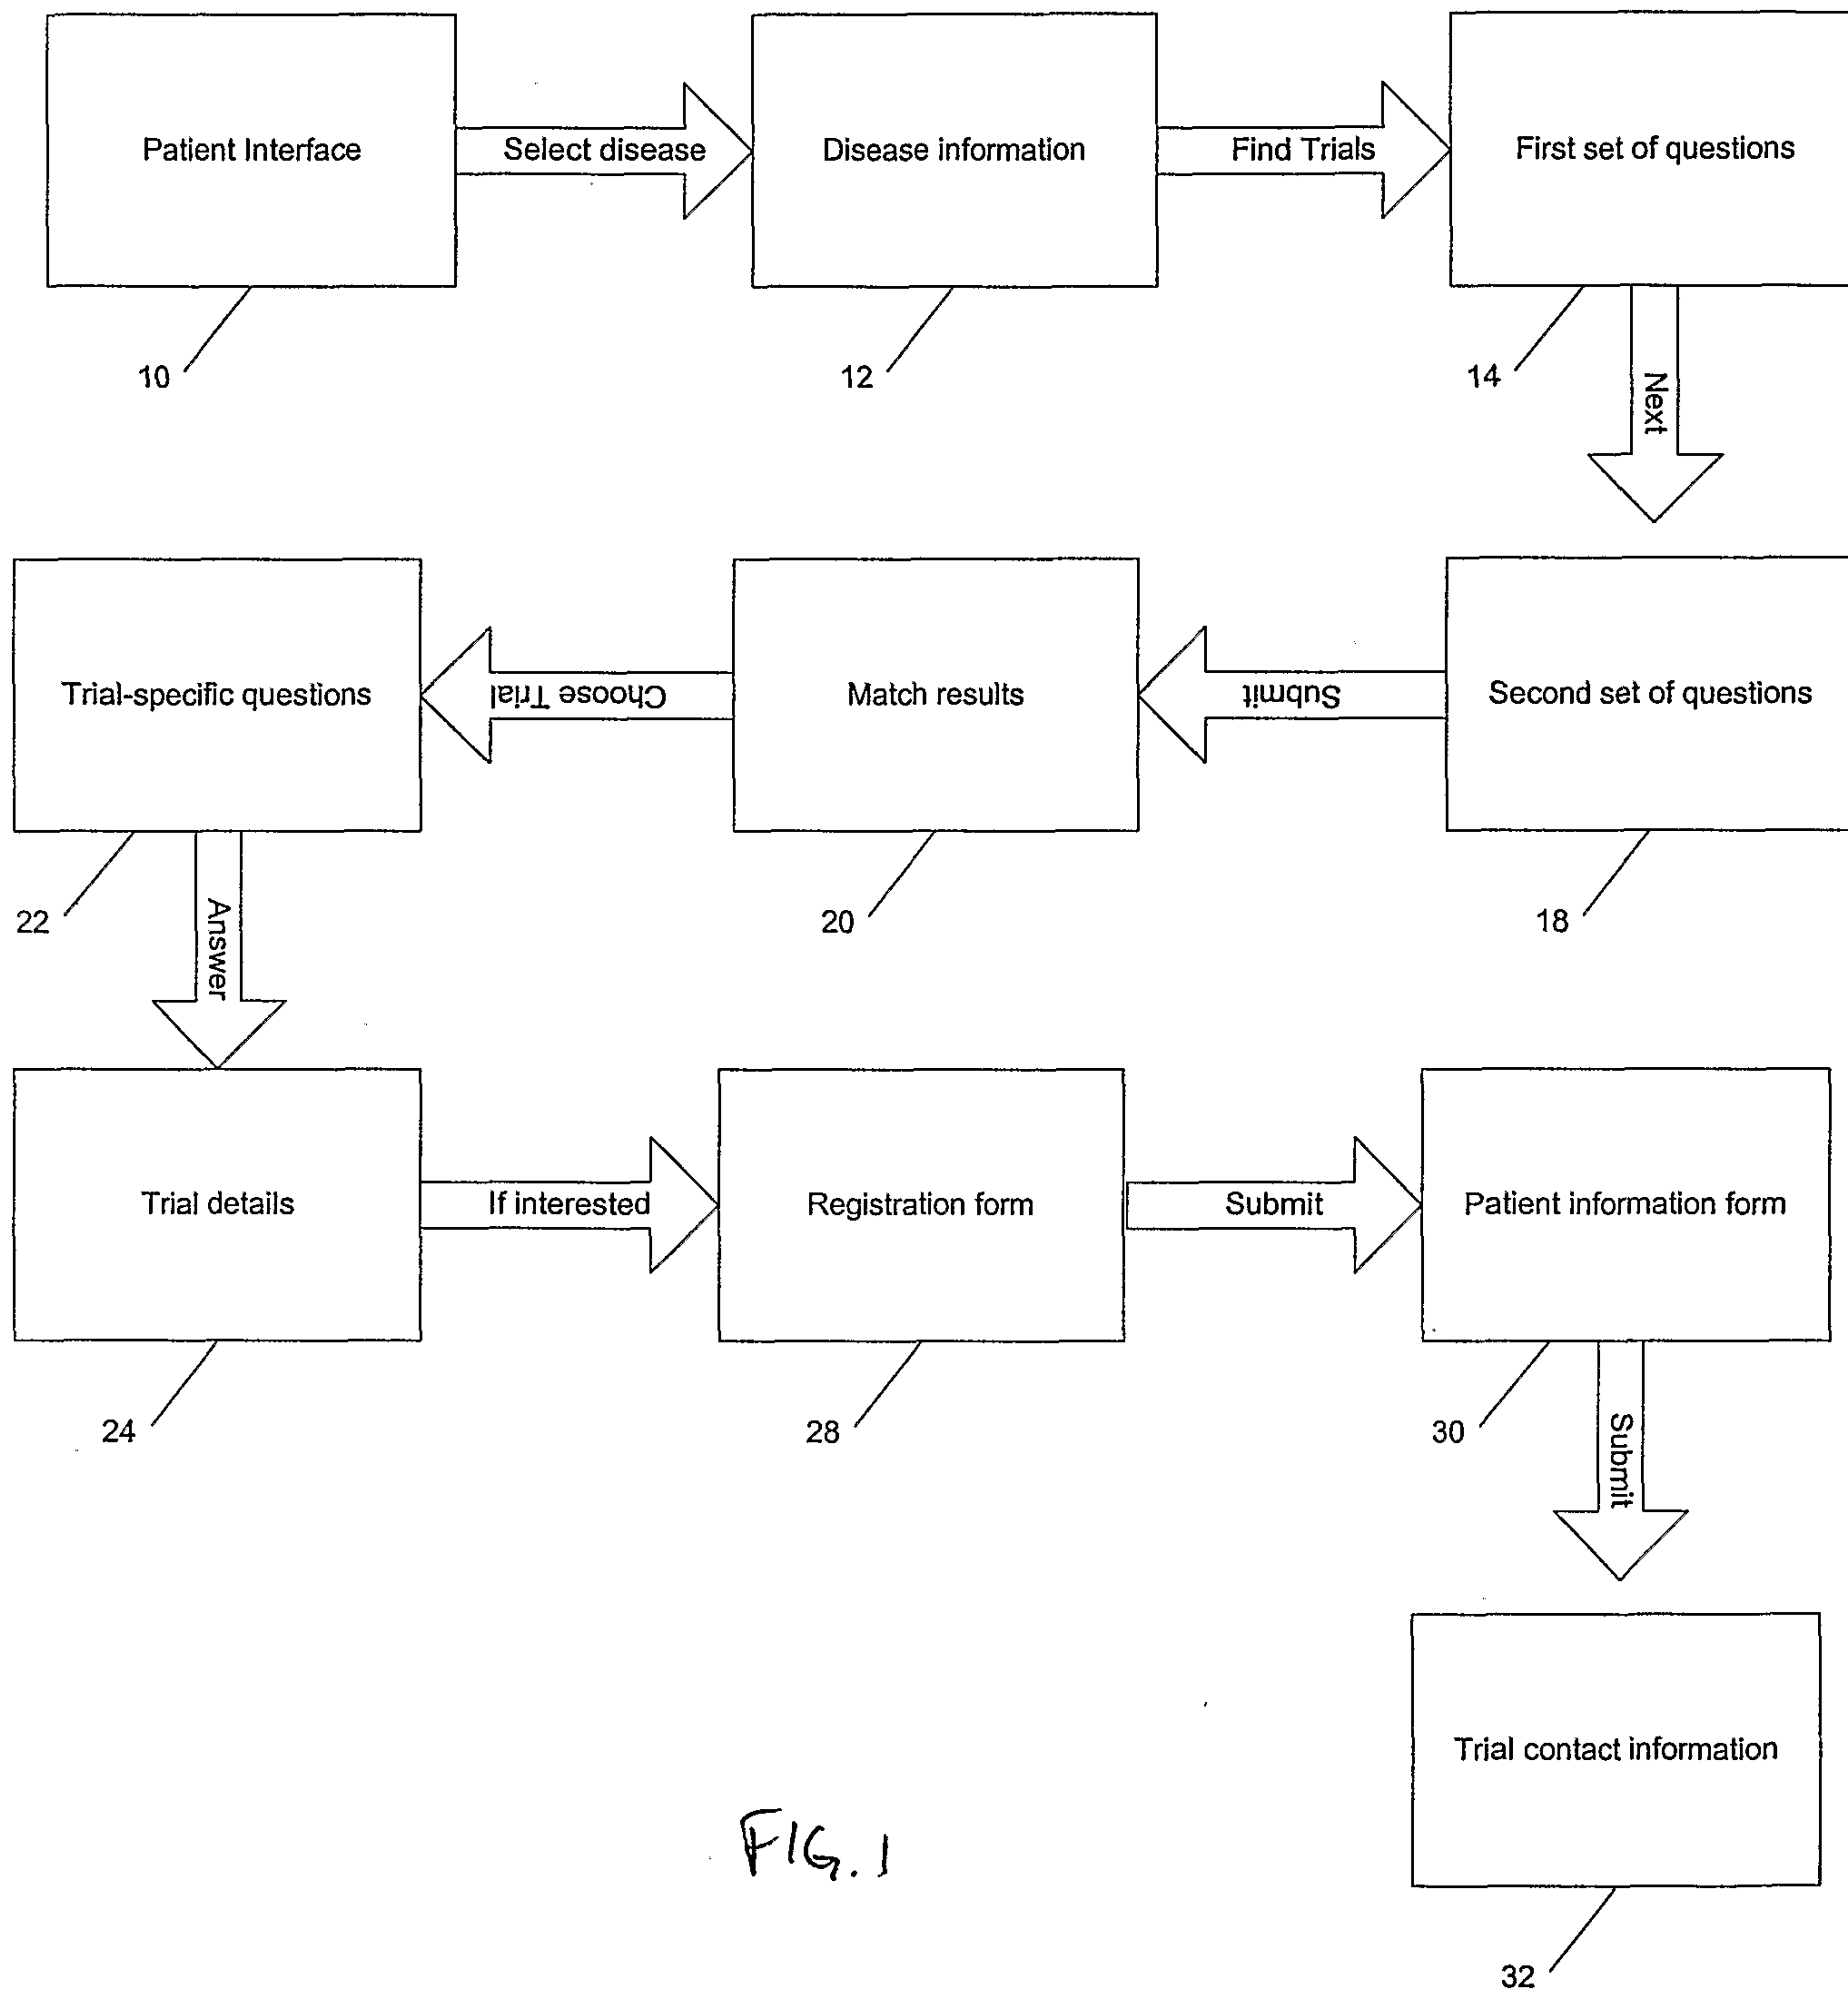 Patient Interface
Select disease
Disease information
Find Trials
First set of questions
10
12
14
Next
Trial-specific questions
Choose Trial
Match results
Submit
Second set of questions
22
20
18
Answer
Trial details
If interested
Registration form
Submit
Patient information form
24
28
30
Submit
Trial contact information
FIG. 1
32